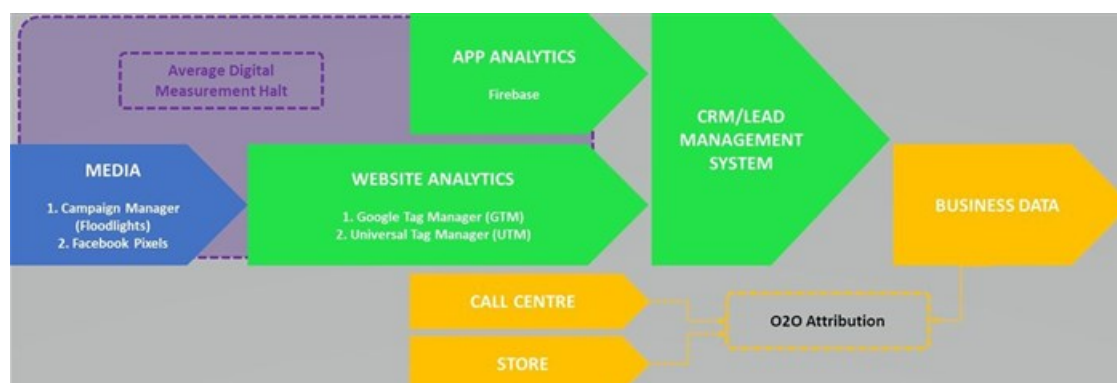 Average Digital
Measurement Halt
APP ANALYTICS
Firebase
CRM/LEAD
MANAGEMENT
SYSTEM
MEDIA
1. Campaign Manager
(Floodlights)
2. Facebook Pixels
WEBSITE ANALYTICS
1. Google Tag Manager (GTM)
2. Universal Tag Manager (UTM)
BUSINESS DATA
CALL CENTRE
O2O Attribution
STORE